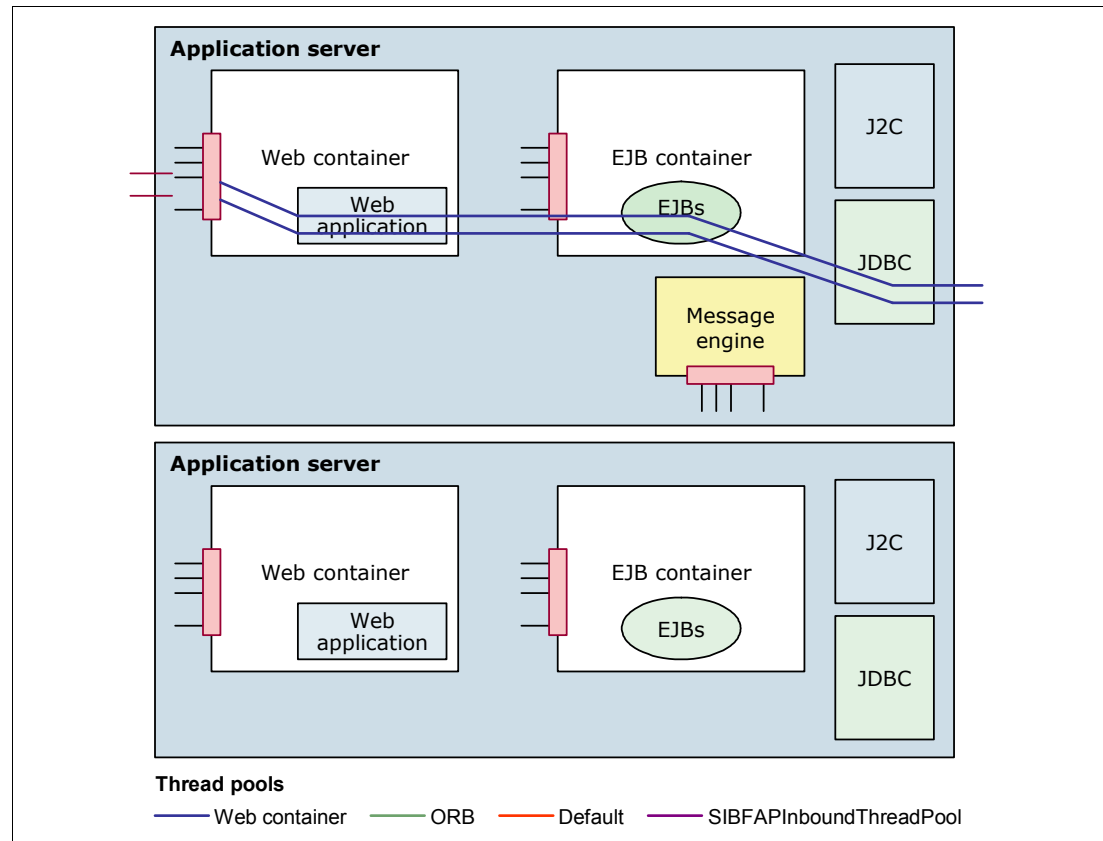 Application server
Web container
Web
application
EJB container
EJBs
J2C
JDBC
Message
engine
Application server
Web container
Web
application
EJB container
EJBs
J2C
JDBC
Thread pools
Web container
ORB
Default
SIBFAPInboundThreadPool